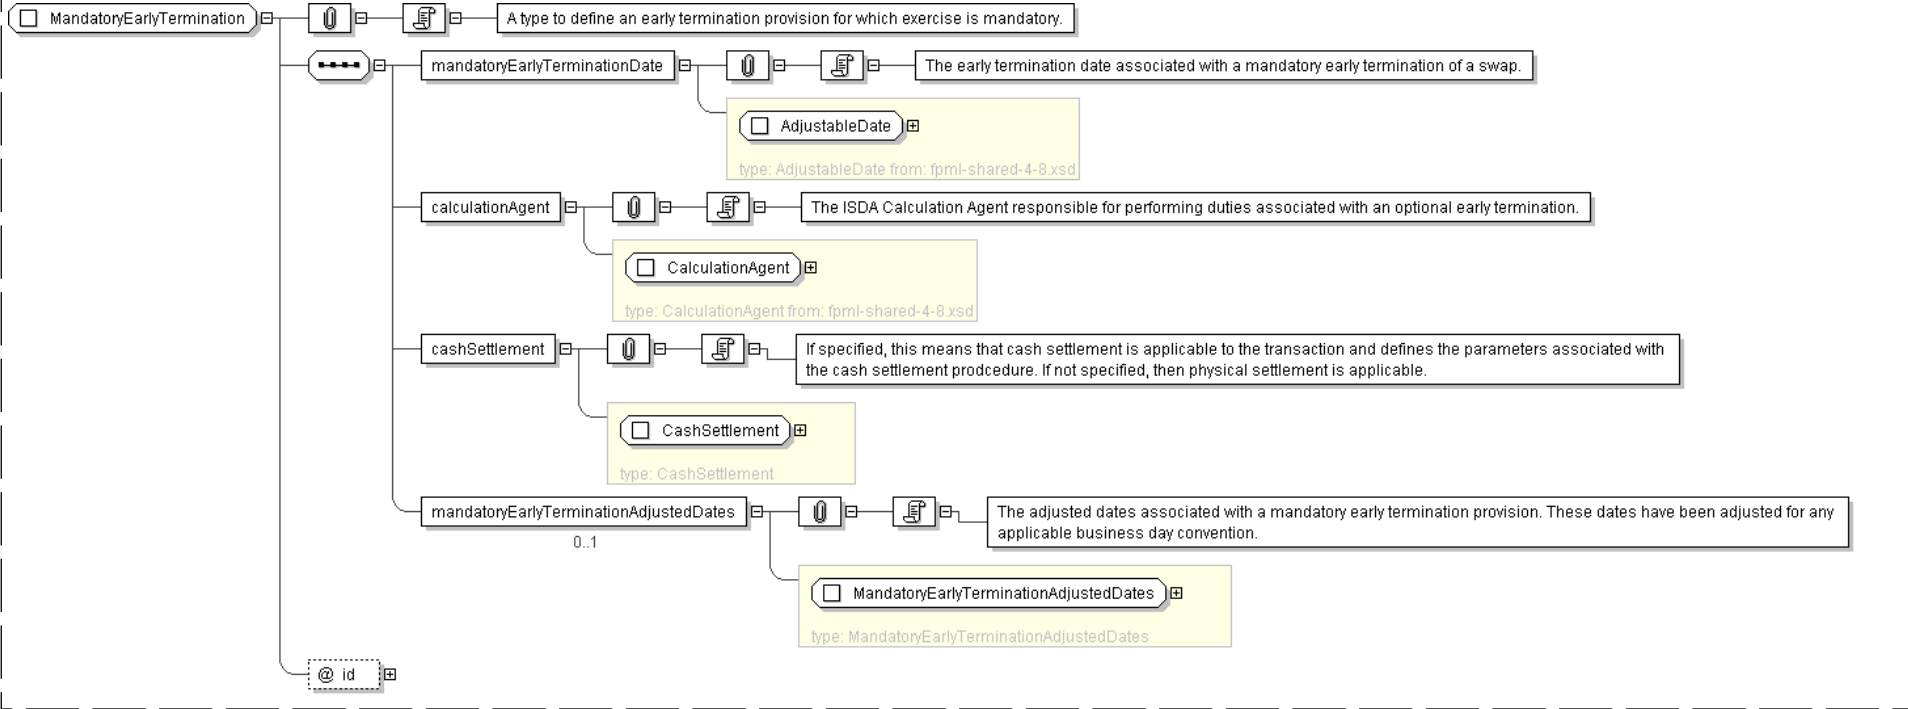 MandatoryEarlyTermination
A type to define an early termination provision for which exercise is mandatory.
mandatoryEarlyTerminationDate
The early termination date associated with a mandatory early termination of a swap.
AdjustableDate
type: AdjustableDate from: fpml-shared-4-8.xsd
calculationAgent
The ISDA Calculation Agent responsible for performing duties associated with an optional early termination.
CalculationAgent
type: CalculationAgent from: fpml-shared-4-8.xsd
cashSettlement
If specified, this means that cash settlement is applicable to the transaction and defines the parameters associated with
the cash settlement prodcedure. If not specified, then physical settlement is applicable.
CashSettlement
type: CashSettlement
mandatoryEarlyTerminationAdjustedDates
0..1
The adjusted dates associated with a mandatory early termination provision. These dates have been adjusted for any
applicable business day convention.
MandatoryEarlyTerminationAdjustedDates
type: MandatoryEarlyTerminationAdjustedDates
@ id